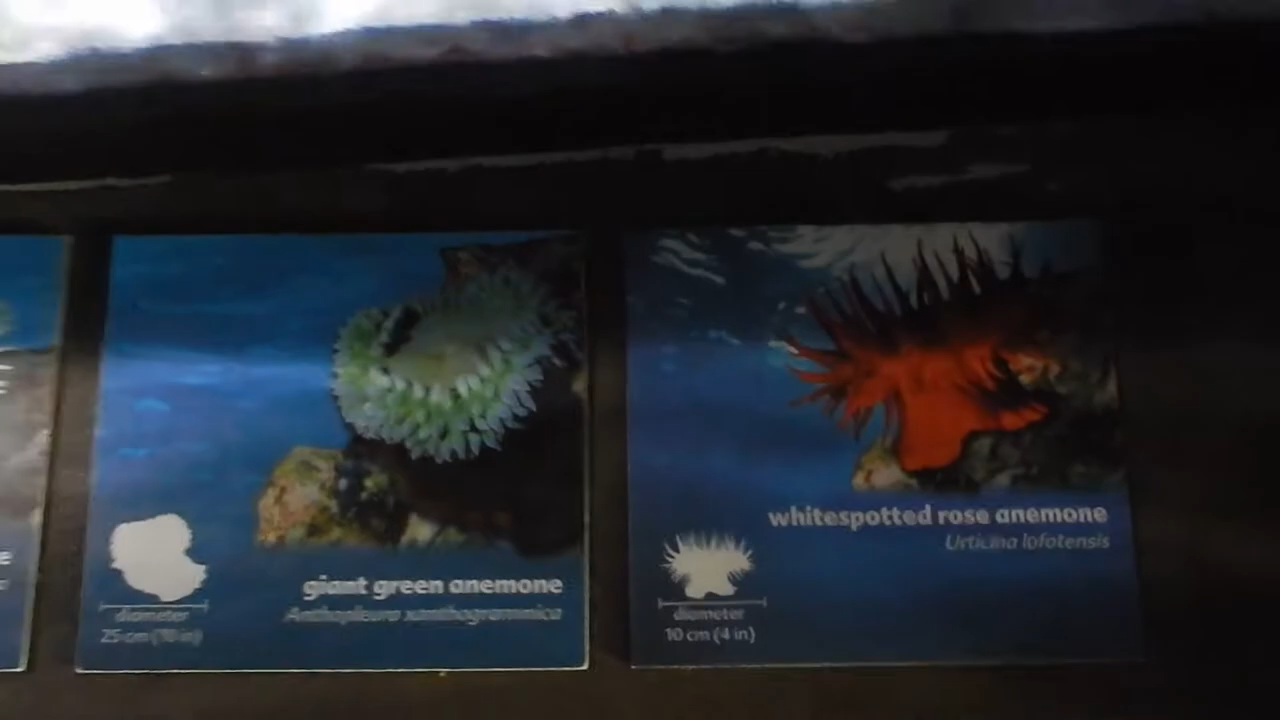 giant green anemone
Anthopleura xanthogrammica
diameter
25 cm (10 in)
whitespotted rose anemone
Urticina lofotensis
diameter
10 cm (4 in)